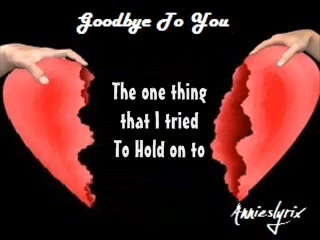 Goodbye To You
The one thing
that I tried
To Hold on to
Annieslyrix